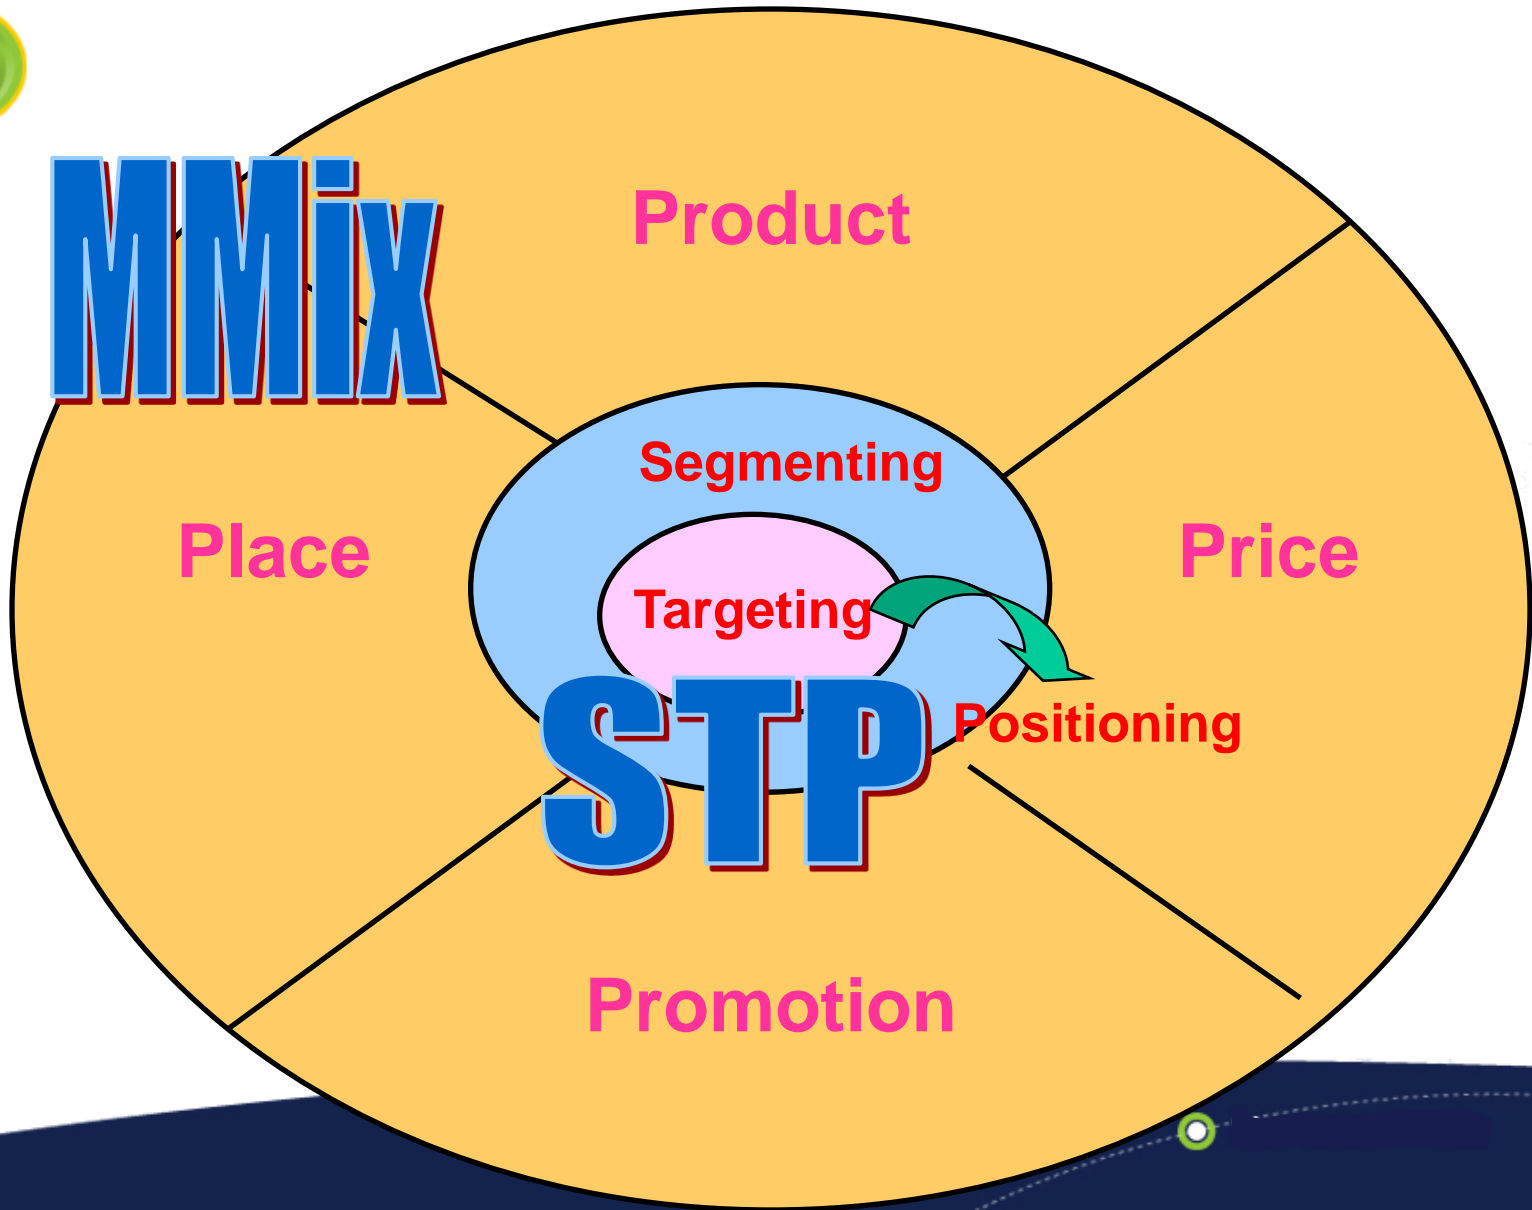 MMix
Product
Segmenting
Place
Price
Targeting
STP
Positioning
Promotion